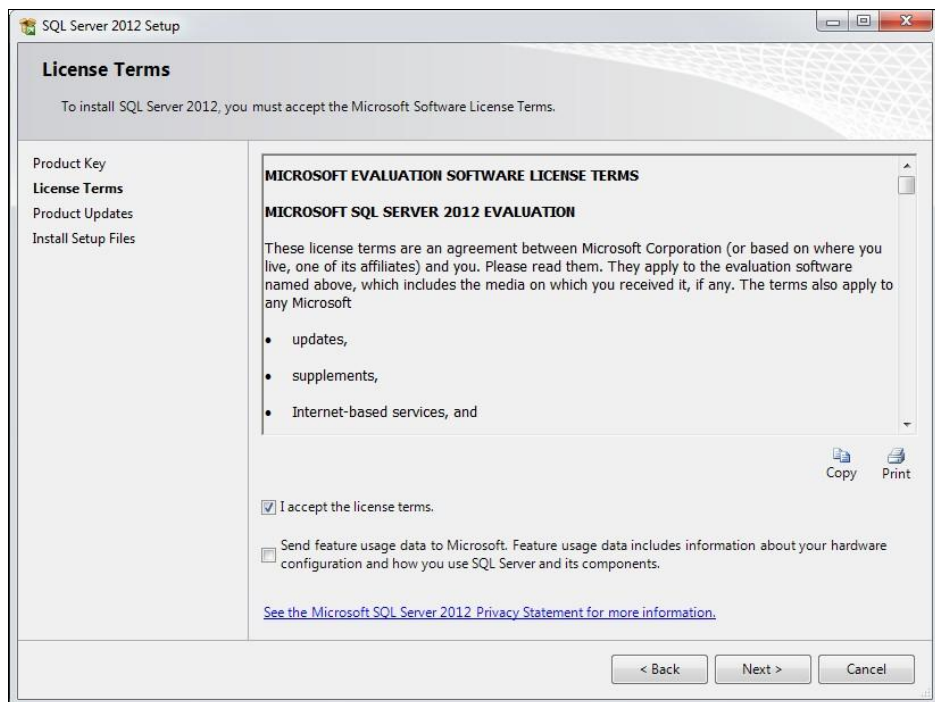 SQL Server 2012 Setup
License Terms
To install SQL Server 2012, you must accept the Microsoft Software License Terms.
Product Key
License Terms
Product Updates
Install Setup Files
MICROSOFT EVALUATION SOFTWARE LICENSE TERMS
MICROSOFT SQL SERVER 2012 EVALUATION
These license terms are an agreement between Microsoft Corporation (or based on where you
live, one of its affiliates) and you. Please read them. They apply to the evaluation software
named above, which includes the media on which you received it, if any. The terms also apply to
any Microsoft
• updates,
• supplements,
• Internet-based services, and
Copy Print
I accept the license terms.
Send feature usage data to Microsoft. Feature usage data includes information about your hardware
configuration and how you use SQL Server and its components.
See the Microsoft SQL Server 2012 Privacy Statement for more information.
< Back Next > Cancel